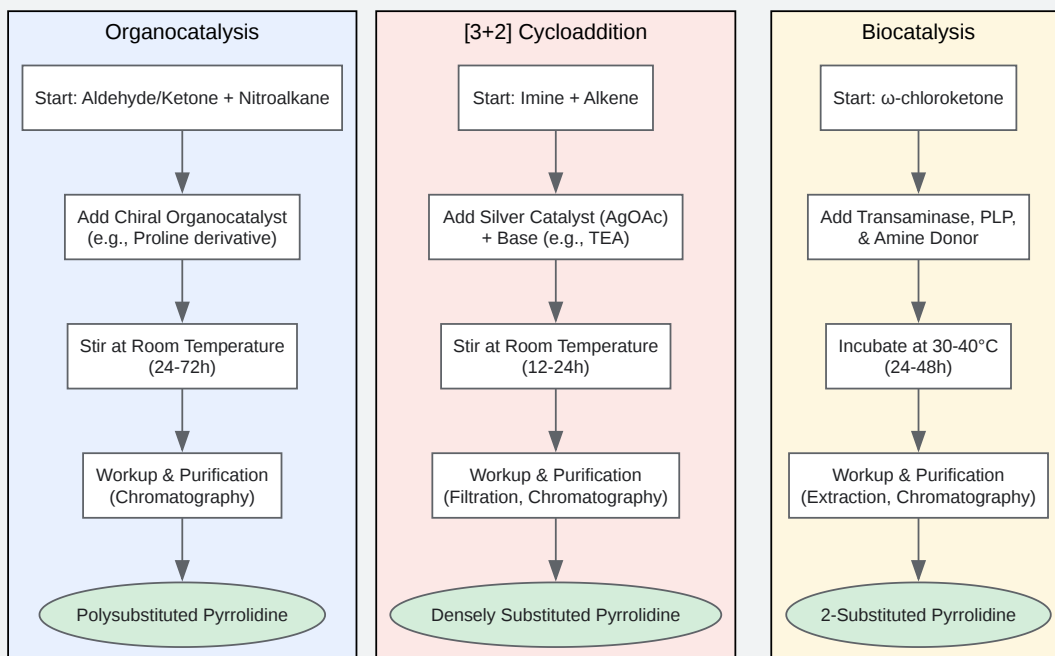 Organocatalysis
Start: Aldehyde/Ketone + Nitroalkane
Add Chiral Organocatalyst
(e.g., Proline derivative)
Stir at Room Temperature
(24-72h)
Workup & Purification
(Chromatography)
Polysubstituted Pyrrolidine
[3+2] Cycloaddition
Start: Imine + Alkene
Add Silver Catalyst (AgOAc)
+ Base (e.g., TEA)
Stir at Room Temperature
(12-24h)
Workup & Purification
(Filtration, Chromatography)
Densely Substituted Pyrrolidine
Biocatalysis
Start: ω-chloroketone
Add Transaminase, PLP,
& Amine Donor
Incubate at 30-40°C
(24-48h)
Workup & Purification
(Extraction, Chromatography)
2-Substituted Pyrrolidine